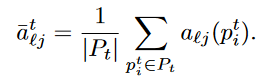 $\bar{a}^t_{\ell j} = \frac{1}{|P_t|} \sum_{p^t_i \in P_t} a_{\ell j}(p^t_i).$